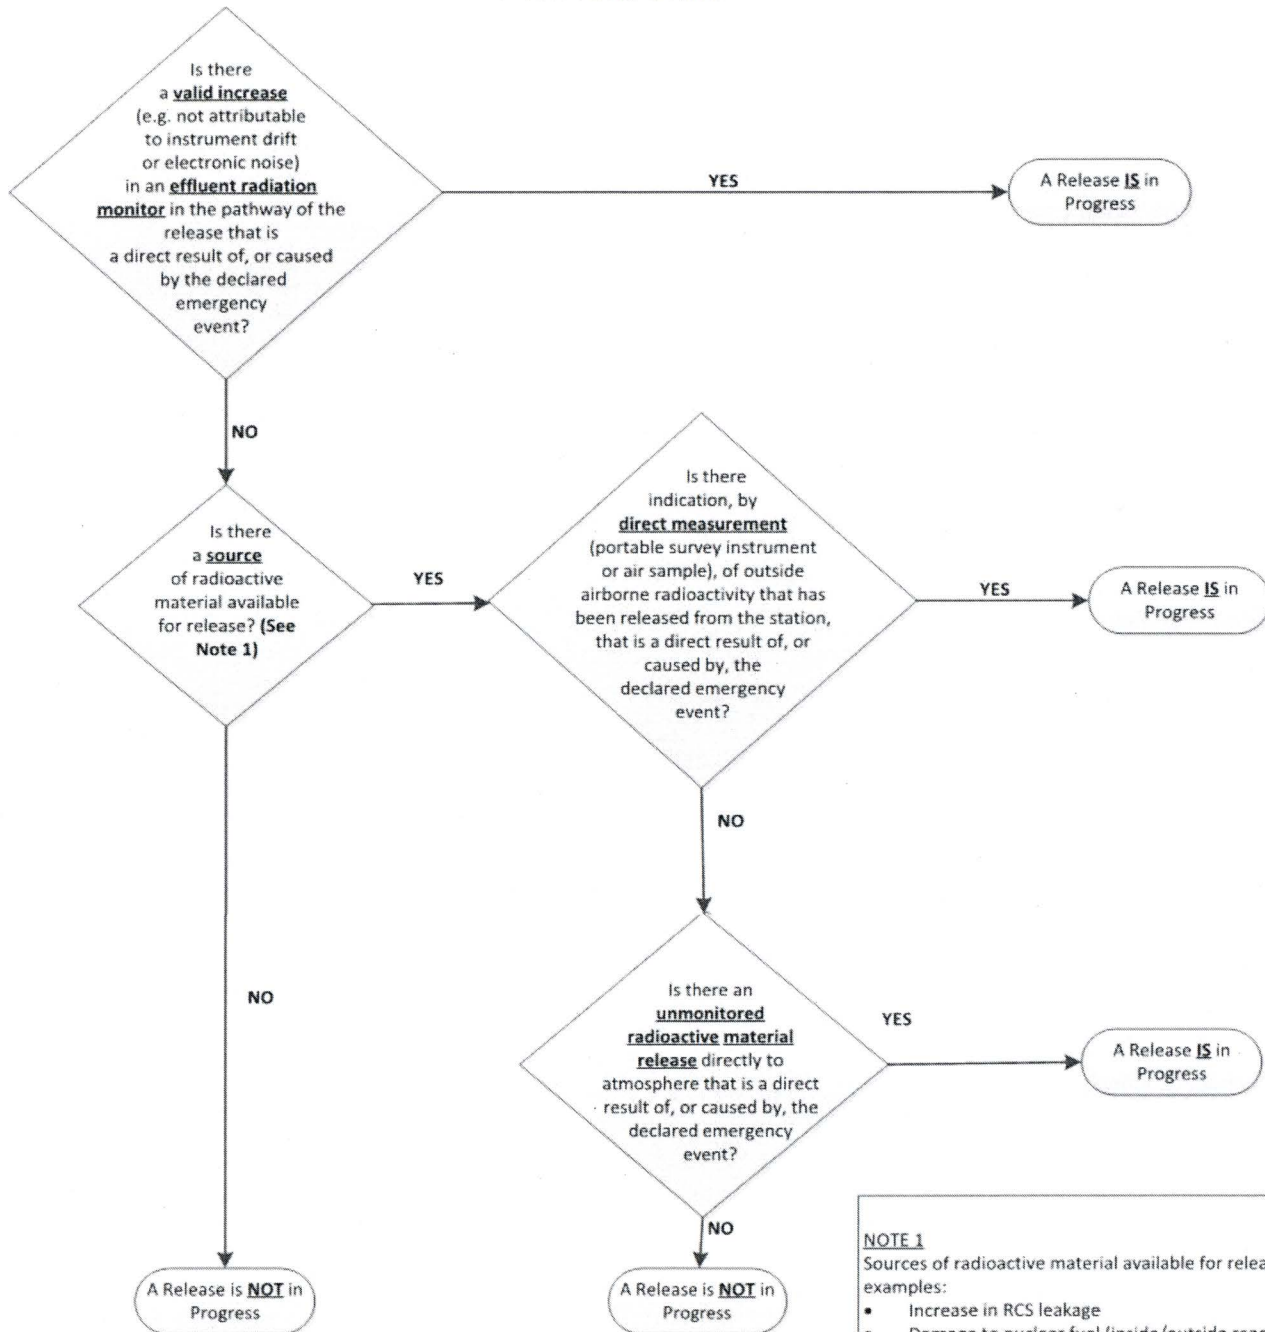 Is there
a valid increase
(e.g. not attributable
to instrument drift
or electronic noise)
in an effluent radiation
monitor in the pathway of the
release that is
a direct result of, or caused
by the declared
emergency
event?
YES
A Release IS in
Progress
NO
Is there
a source
of radioactive
material available
for release? (See
Note 1)
YES
Is there
indication, by
direct measurement
(portable survey instrument
or air sample), of outside
airborne radioactivity that has
been released from the station,
that is a direct result of, or
caused by, the
declared emergency
event?
YES
A Release IS in
Progress
NO
NO
Is there an
unmonitored
radioactive material
release directly to
atmosphere that is a direct
result of, or caused by, the
declared emergency
event?
YES
A Release IS in
Progress
NO
A Release is NOT in
Progress
A Release is NOT in
Progress
NOTE 1
Sources of radioactive material available for
examples:
• Increase in RCS leakage